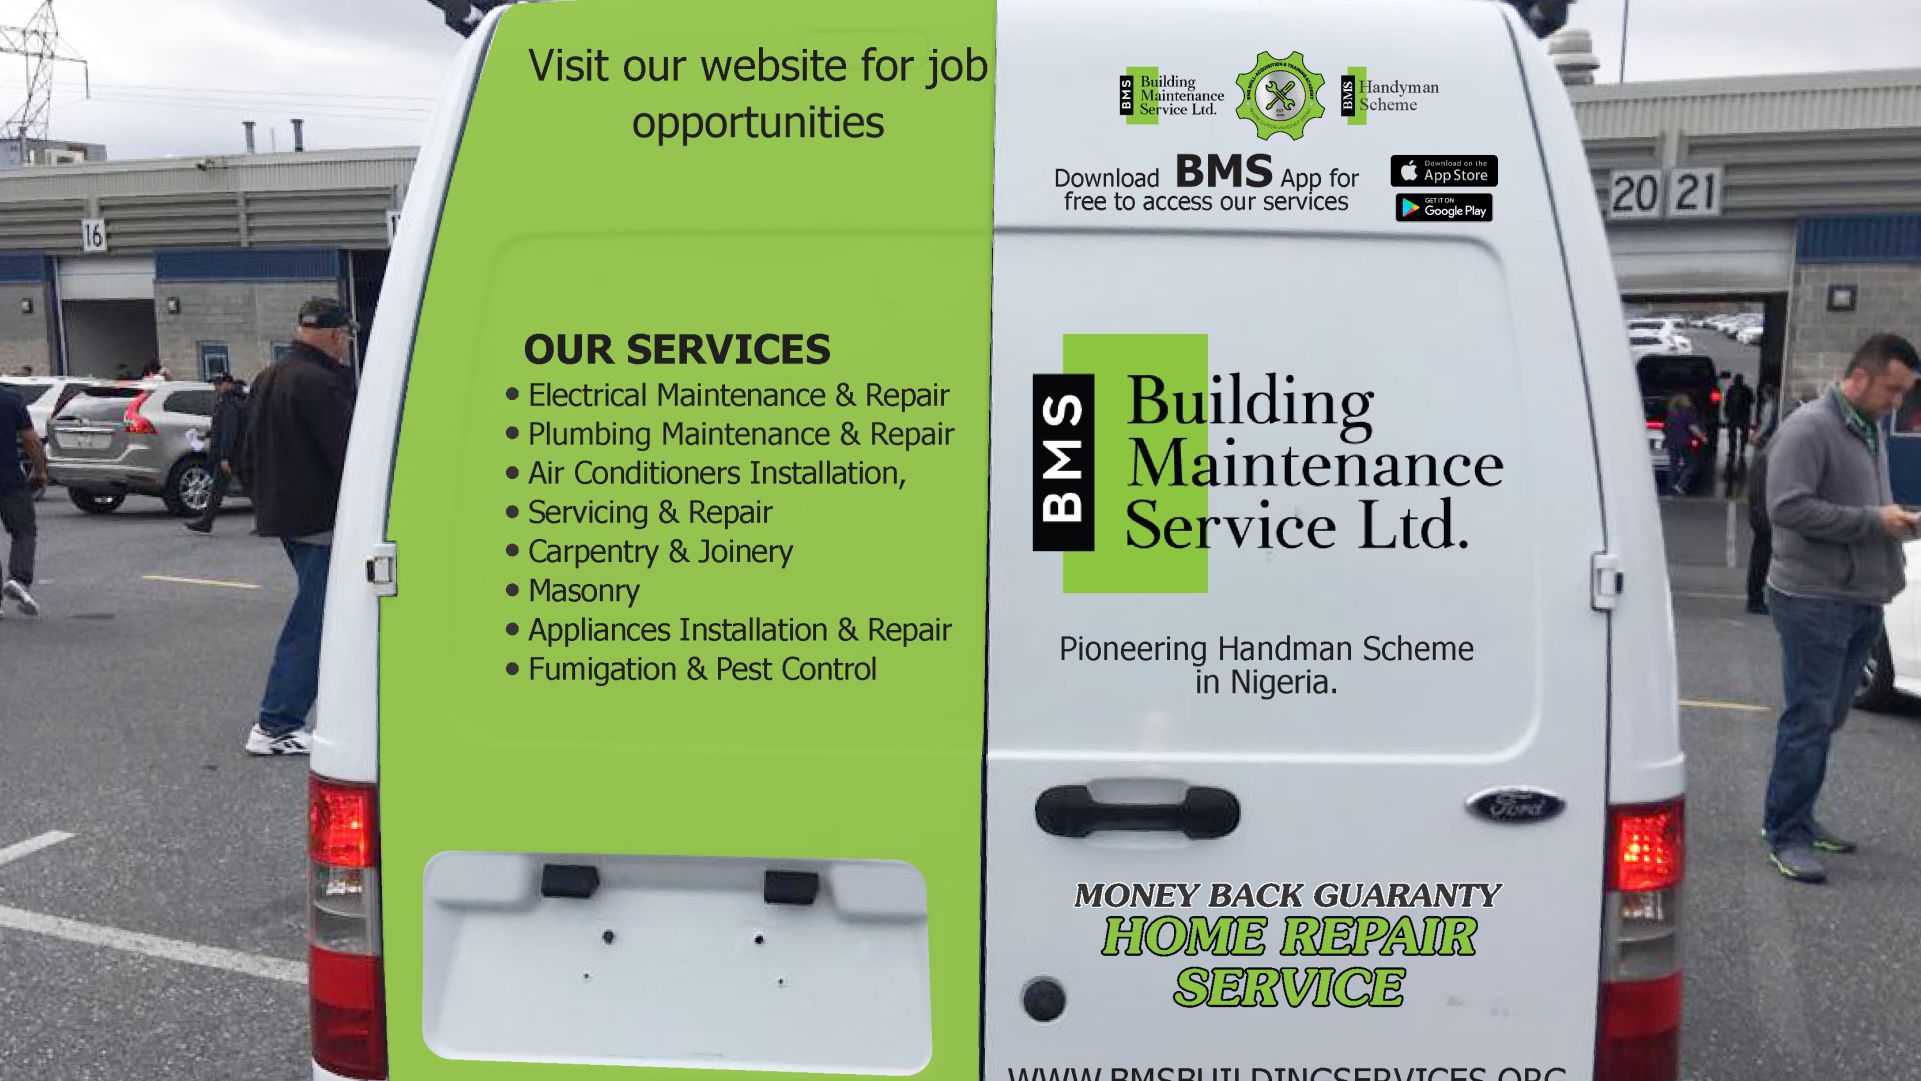 Visit our website for job
opportunities
OUR SERVICES
• Electrical Maintenance & Repair
• Plumbing Maintenance & Repair
• Air Conditioners Installation,
• Servicing & Repair
• Carpentry & Joinery
• Masonry
• Appliances Installation & Repair
• Fumigation & Pest Control
BMS
Building
Maintenance
Service Ltd.
BMS
Handyman
Scheme
Download BMS App for
free to access our services
Download on the
App Store
GET IT ON
Google Play
BMS
Building
Maintenance
Service Ltd.
Pioneering Handman Scheme
in Nigeria.
Ford
MONEY BACK GUARANTY
HOME REPAIR
SERVICE
WWW.BMSBUILDINGSERVICES.ORG
16
20
21